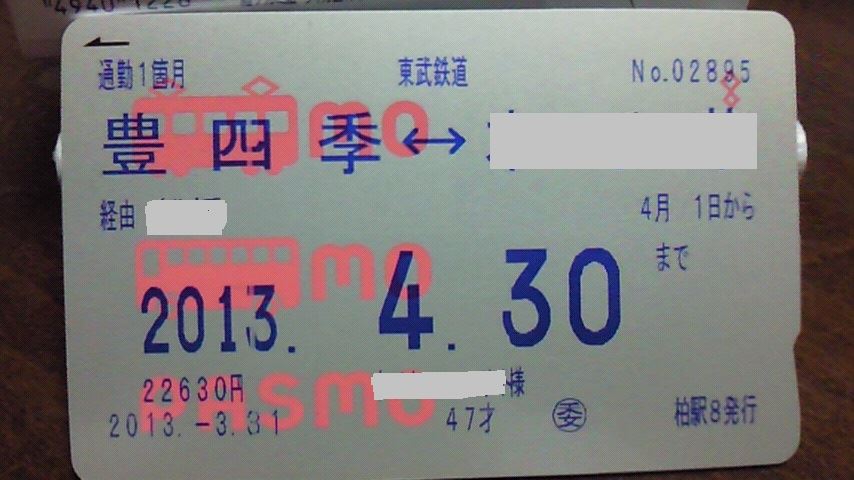 通勤1箇月 東武鉄道 No.02895
豊四季↔
経由 4月 1日から
まで
2013. 4. 30
22630円 様
2013.-3.31 47才 ㊡ 柏駅8発行
PASMO